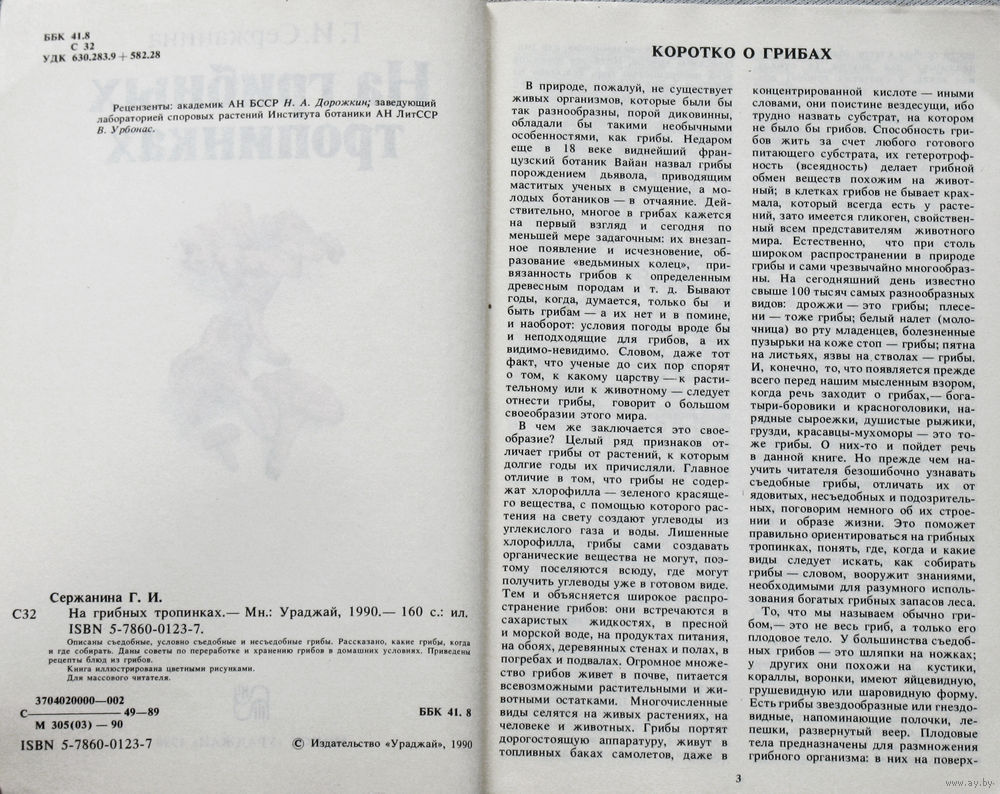 ББК 41.8
С 32
УДК 630.283.9 + 582.28
Рецензенты: академик АН БССР Н. А. Дорожкин; заведующий
лабораторией споровых растений Института ботаники АН ЛитССР
В. Урбонас.
Сержанина Г. И.
С32 На грибных тропинках.— Мн.: Ураджай, 1990.— 160 с.: ил.
ISBN 5-7860-0123-7.
Описаны съедобные, условно съедобные и несъедобные грибы. Рассказано, какие грибы, когда
и где собирать. Даны советы по переработке и хранению грибов в домашних условиях. Приведены
рецепты блюд из грибов.
Книга иллюстрирована цветными рисунками.
Для массового читателя.
3704020000—002
С—————— 49—89
М 305(03) — 90
ББК 41. 8
ISBN 5-7860-0123-7
© Издательство «Ураджай», 1990
КОРОТКО О ГРИБАХ
В природе, пожалуй, не существует
живых организмов, которые были бы
так разнообразны, порой диковинны,
обладали бы такими необычными
особенностями, как грибы. Недаром
еще в 18 веке виднейший фран-
цузский ботаник Вайан назвал грибы
порождением дьявола, приводящим
маститых ученых в смущение, а мо-
лодых ботаников — в отчаяние. Дей-
ствительно, многое в грибах кажется
на первый взгляд и сегодня по
меньшей мере задагочным: их внезап-
ное появление и исчезновение, об-
разование «ведьминых колец», при-
вязанность грибов к определенным
древесным породам и т. д. Бывают
годы, когда, думается, только бы и
быть грибам — а их нет и в помине,
и наоборот: условия погоды вроде бы
и неподходящие для грибов, а их
видимо-невидимо. Словом, даже тот
факт, что ученые до сих пор спорят
о том, к какому царству — к расти-
тельному или к животному — следует
отнести грибы, говорит о большом
своеобразии этого мира.
В чем же заключается это свое-
образие? Целый ряд признаков от-
личает грибы от растений, к которым
долгие годы их причисляли. Главное
отличие в том, что грибы не содер-
жат хлорофилла — зеленого красяще-
го вещества, с помощью которого рас-
тения на свету создают углеводы из
углекислого газа и воды. Лишенные
хлорофилла, грибы сами создавать
органические вещества не могут, поэ-
тому поселяются всюду, где могут
получить углеводы уже в готовом виде.
Тем и объясняется широкое распро-
странение грибов: они встречаются в
сахаристых жидкостях, в пресной
и морской воде, на продуктах питания,
на обоях, деревянных стенах и полах, в
погребах и подвалах. Огромное множе-
ство грибов живет в почве, питается
всевозможными растительными и жи-
вотными остатками. Многочисленные
виды селятся на живых растениях, на
человеке и животных. Грибы портят
дорогостоящую аппаратуру, живут в
топливных баках самолетов, даже в
концентрированной кислоте — иными
словами, они поистине вездесущи, ибо
трудно назвать субстрат, на котором
не было бы грибов. Способность гри-
бов жить за счет любого готового
питающего субстрата, их гетеротроф-
ность (всеядность) делает грибной
обмен веществ похожим на живот-
ный; в клетках грибов не бывает крах-
мала, который всегда есть у расте-
ний, зато имеется гликоген, свойствен-
ный всем представителям животного
мира. Естественно, что при столь
широком распространении в природе
грибы и сами чрезвычайно многообраз-
ны. На сегодняшний день известно
свыше 100 тысяч самых разнообразных
видов: дрожжи — это грибы; плесе-
ни — тоже грибы; белый налет (моло-
чница) во рту младенцев, болезненные
пузырьки на коже стоп — грибы; пятна
на листьях, язвы на стволах — грибы.
И, конечно, то, что появляется прежде
всего перед нашим мысленным взором,
когда речь заходит о грибах,— бога-
тыри-боровики и красноголовики, на-
рядные сыроежки, душистые рыжики,
грузди, красавцы-мухоморы — это то-
же грибы. О них-то и пойдет речь
в данной книге. Но прежде чем на-
учить читателя безошибочно узнавать
съедобные грибы, отличать их от
ядовитых, несъедобных и подозритель-
ных, поговорим немного об их строе-
нии и образе жизни. Это поможет
правильно ориентироваться на грибных
тропинках, понять, где, когда и какие
виды следует искать, как собирать
грибы — словом, вооружит знаниями,
необходимыми для разумного исполь-
зования богатых грибных запасов леса.
То, что мы называем обычно гри-
бом,— это не весь гриб, а только его
плодовое тело. У большинства съедоб-
ных грибов — это шляпки на ножках;
у других они похожи на кустики,
кораллы, воронки, имеют яйцевидную,
грушевидную или шаровидную форму.
Есть грибы звездообразные или гнездо-
видные, напоминающие полочки, ле-
пешки, развернутый веер. Плодовые
тела предназначены для размножения
грибного организма: в них на поверх-
3
www.ay.by